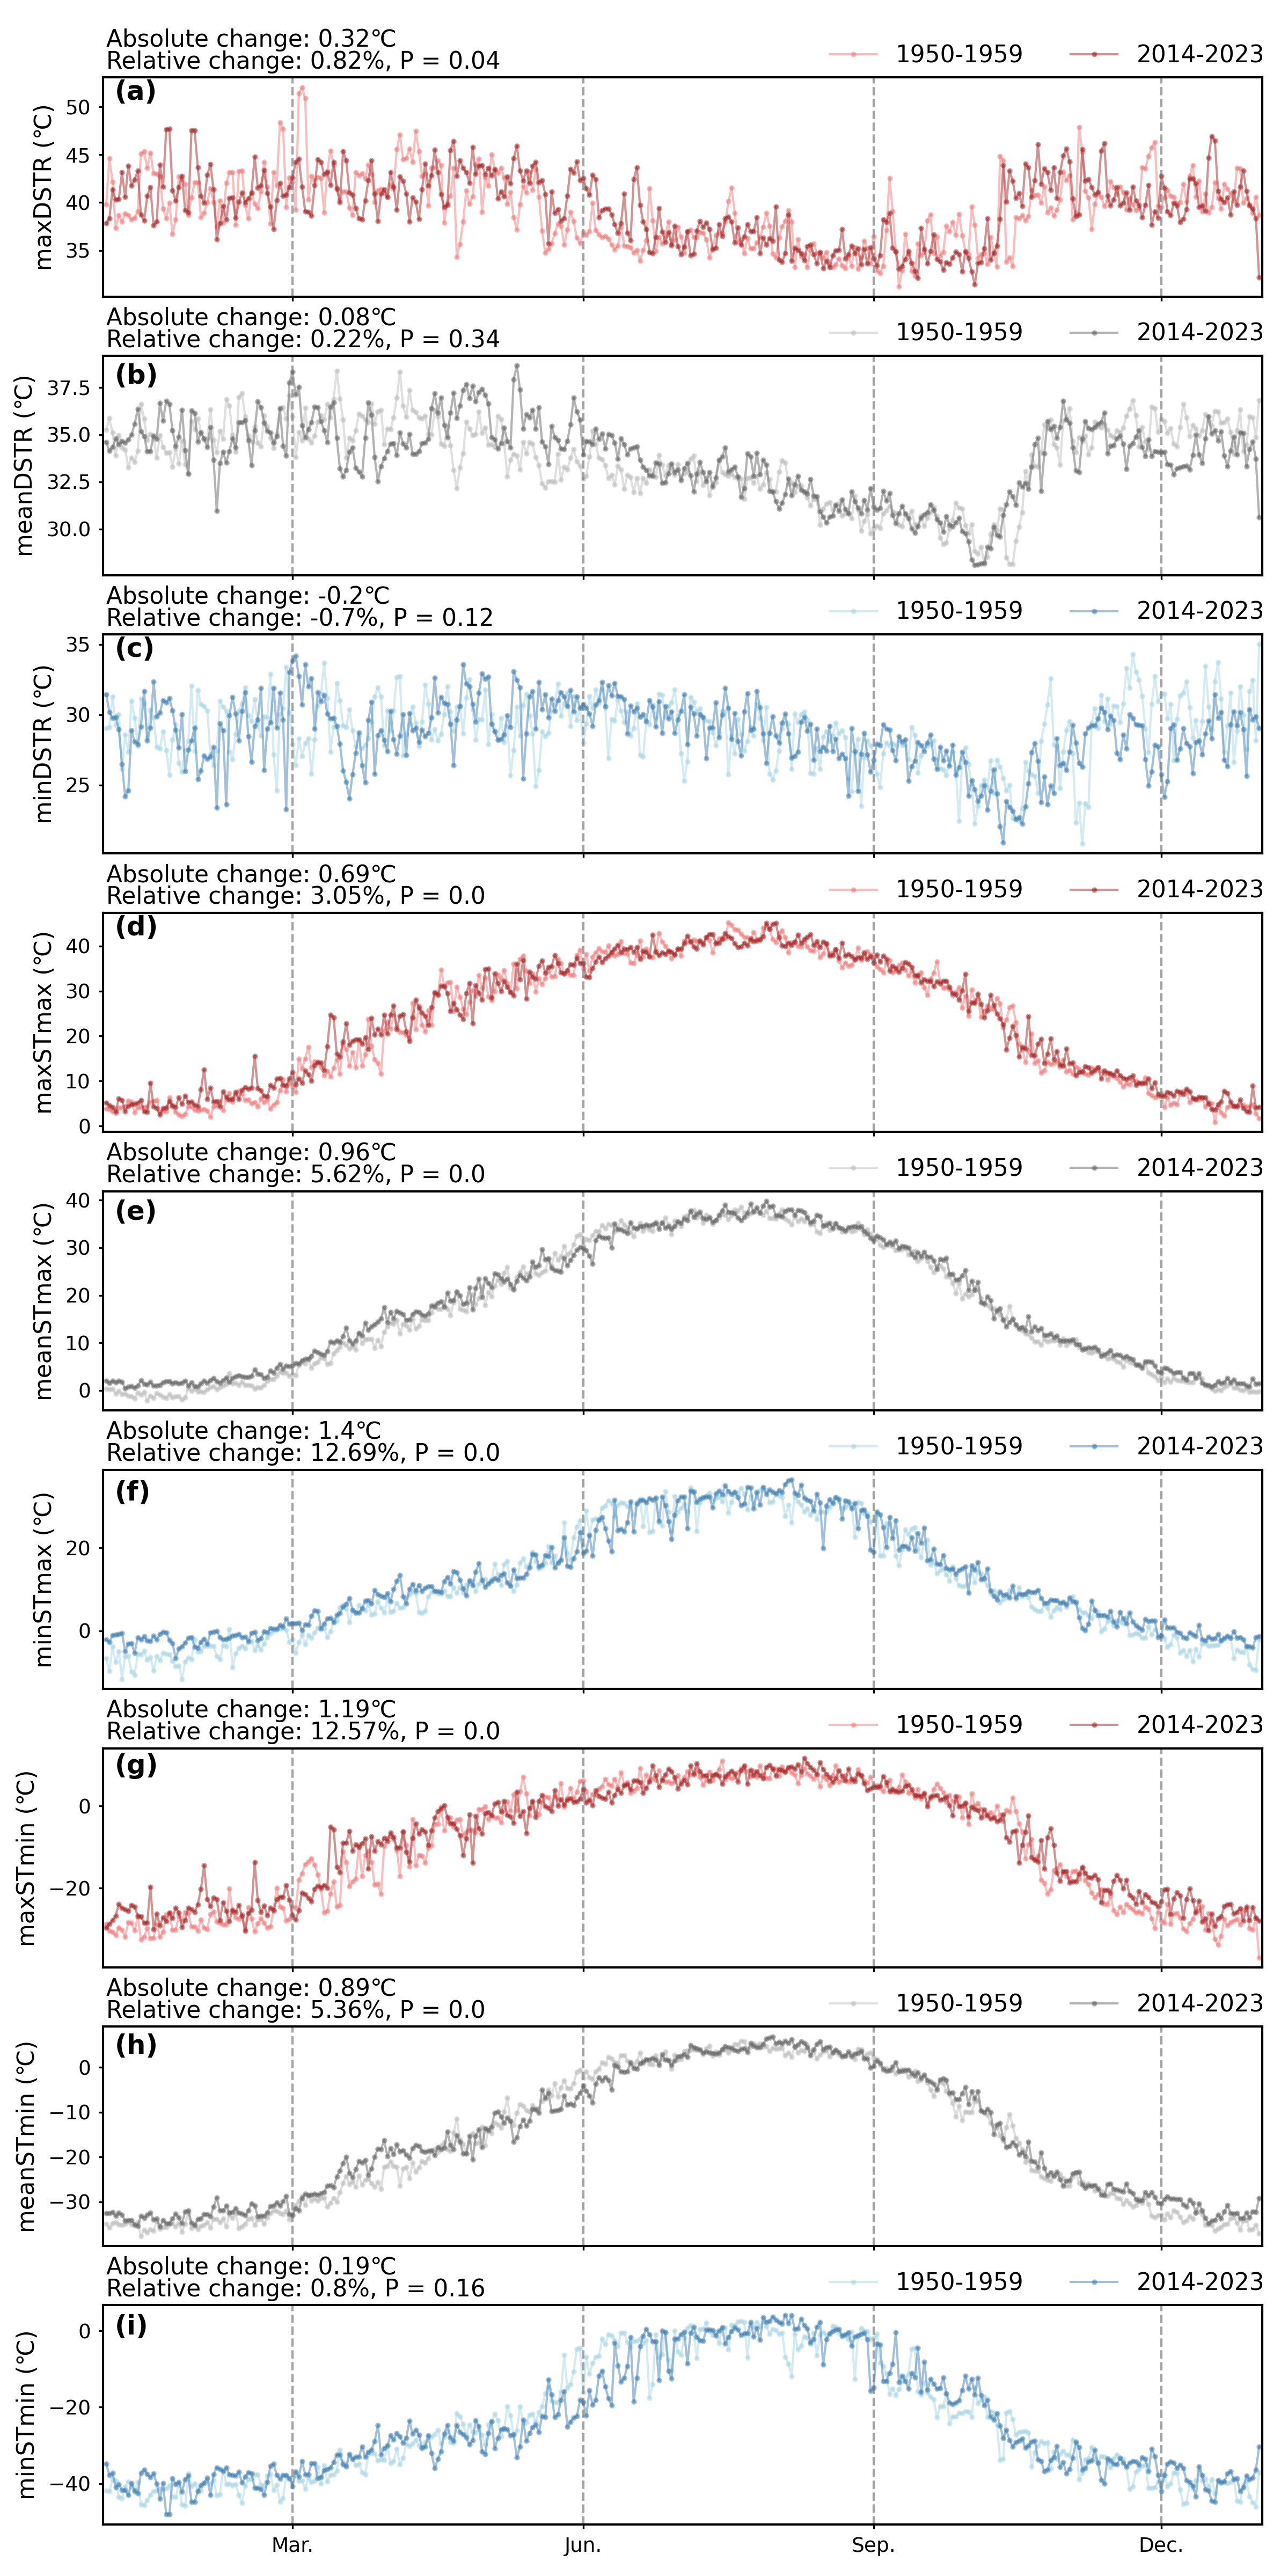 Absolute change: 0.32℃
Relative change: 0.82%, P = 0.04
1950-1959 2014-2023
(a)
maxDSTR (℃)
50
45
40
35
Absolute change: 0.08℃
Relative change: 0.22%, P = 0.34
1950-1959 2014-2023
(b)
meanDSTR (℃)
37.5
35.0
32.5
30.0
Absolute change: -0.2℃
Relative change: -0.7%, P = 0.12
1950-1959 2014-2023
(c)
minDSTR (℃)
35
30
25
Absolute change: 0.69℃
Relative change: 3.05%, P = 0.0
1950-1959 2014-2023
(d)
maxSTmax (℃)
40
30
20
10
0
Absolute change: 0.96℃
Relative change: 5.62%, P = 0.0
1950-1959 2014-2023
(e)
meanSTmax (℃)
40
30
20
10
0
Absolute change: 1.4℃
Relative change: 12.69%, P = 0.0
1950-1959 2014-2023
(f)
minSTmax (℃)
20
0
Absolute change: 1.19℃
Relative change: 12.57%, P = 0.0
1950-1959 2014-2023
(g)
maxSTmin (℃)
0
−20
Absolute change: 0.89℃
Relative change: 5.36%, P = 0.0
1950-1959 2014-2023
(h)
meanSTmin (℃)
0
−10
−20
−30
Absolute change: 0.19℃
Relative change: 0.8%, P = 0.16
1950-1959 2014-2023
(i)
minSTmin (℃)
0
−20
−40
Mar. Jun. Sep. Dec.